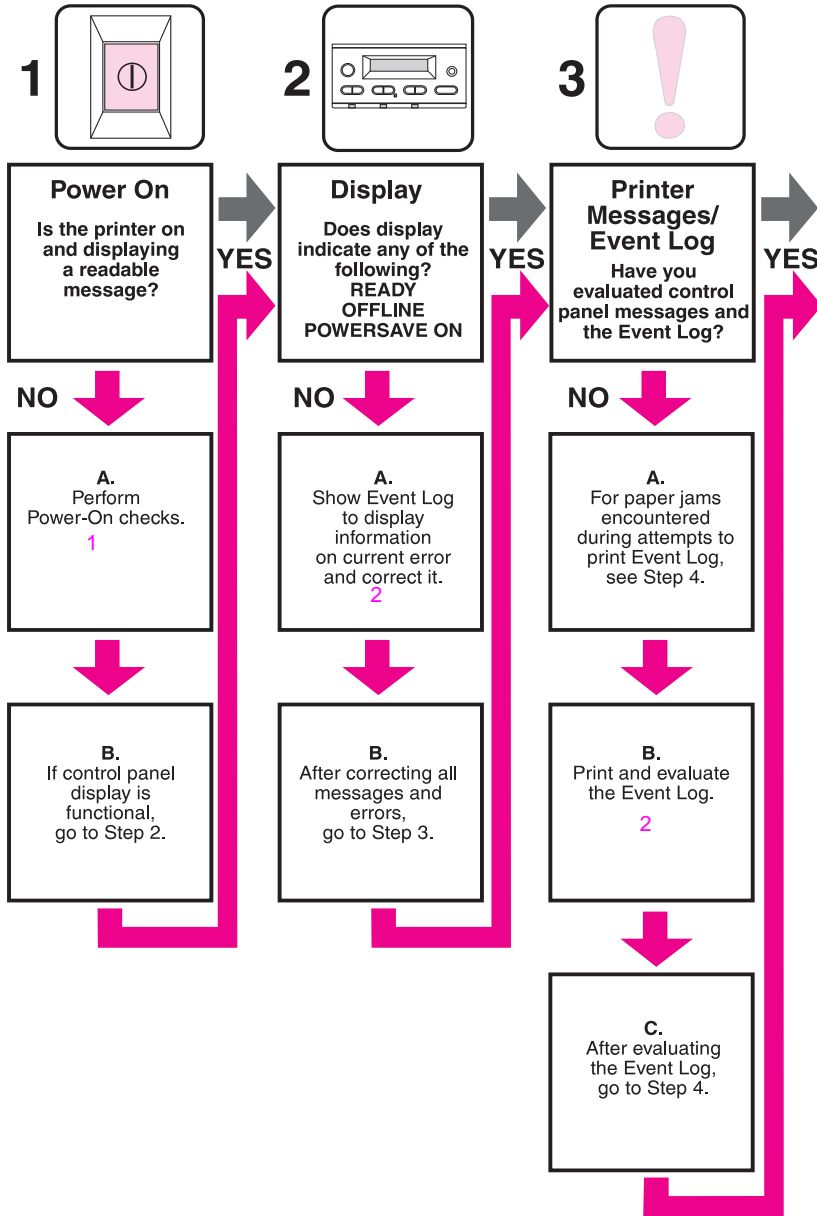 1
Power On
Is the printer on
and displaying
a readable
message?
YES
NO
A.
Perform
Power-On checks.
1
B.
If control panel
display is
functional,
go to Step 2.
2
Display
Does display
indicate any of the
following?
READY
OFFLINE
POWERSAVE ON
YES
NO
A.
Show Event Log
to display
information
on current error
and correct it.
2
B.
After correcting all
messages and
errors,
go to Step 3.
3
Printer
Messages/
Event Log
Have you
evaluated control
panel messages and
the Event Log?
YES
NO
A.
For paper jams
encountered
during attempts to
print Event Log,
see Step 4.
B.
Print and evaluate
the Event Log.
2
C.
After evaluating
the Event Log,
go to Step 4.